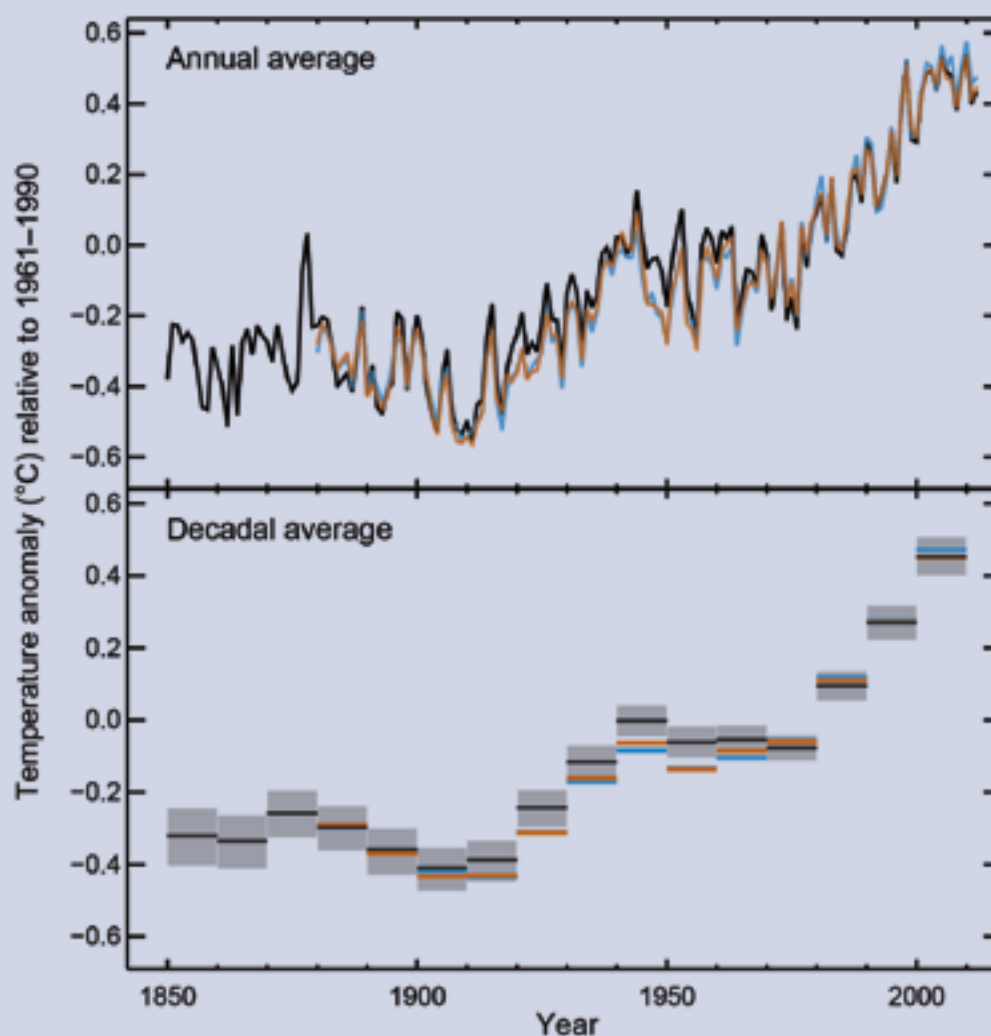 Temperature anomaly (°C) relative to 1961–1990
Annual average
0.6
0.4
0.2
0.0
−0.2
−0.4
−0.6
Decadal average
0.6
0.4
0.2
0.0
−0.2
−0.4
−0.6
1850 1900 1950 2000
Year